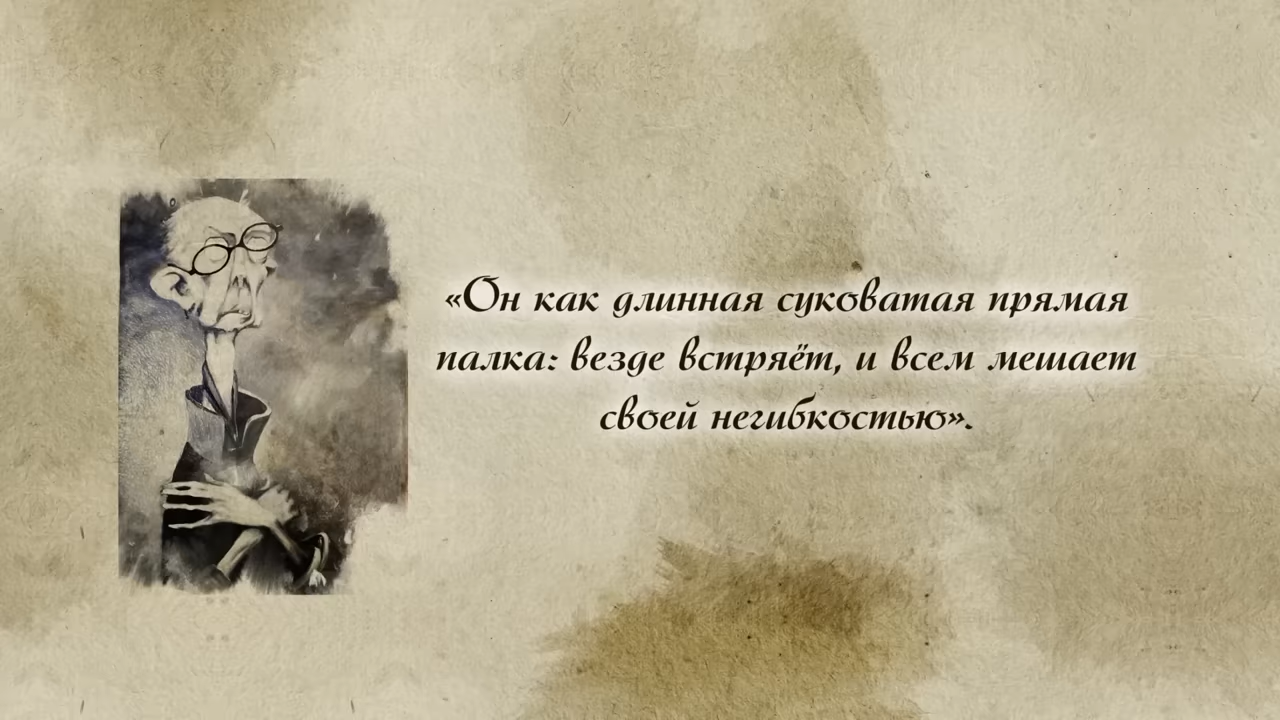 «Он как длинная суковатая прямая
палка: везде встряёт, и всем мешает
своей негибкостью».